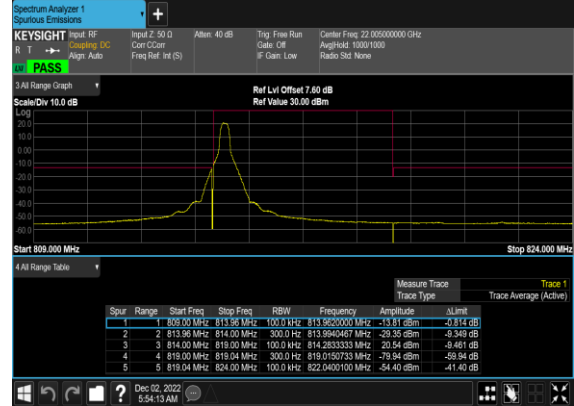 Spectrum Analyzer 1
Spurious Emissions
KEYSIGHT Input: RF Input Z: 50 Ω Atten: 40 dB Trig: Free Run Center Freq: 22.005000000 GHz
R T Coupling: DC Corr CCorr Gate: Off Avg|Hold: 1000/1000
Align: Auto Freq Ref: Int (S) IF Gain: Low Radio Std: None
LXI PASS
3 All Range Graph
Ref Lvl Offset 7.60 dB
Scale/Div 10.0 dB Ref Value 30.00 dBm
Log
20.0
10.0
0.00
-10.0
-20.0
-30.0
-40.0
-50.0
-60.0
Start 809.000 MHz Stop 824.000 MHz
4 All Range Table
Measure Trace Trace 1
Trace Type Trace Average (Active)
Spur Range Start Freq Stop Freq RBW Frequency Amplitude ΔLimit
1 1 809.00 MHz 813.96 MHz 100.0 kHz 813.9620000 MHz -13.81 dBm -0.814 dB
2 2 813.96 MHz 814.00 MHz 300.0 Hz 813.9940467 MHz -29.35 dBm -9.349 dB
3 3 814.00 MHz 819.00 MHz 100.0 kHz 814.2833333 MHz 20.54 dBm -9.461 dB
4 4 819.00 MHz 819.04 MHz 300.0 Hz 819.0150733 MHz -79.94 dBm -59.94 dB
5 5 819.04 MHz 824.00 MHz 100.0 kHz 822.0400100 MHz -54.40 dBm -41.40 dB
? Dec 02, 2022
5:54:13 AM